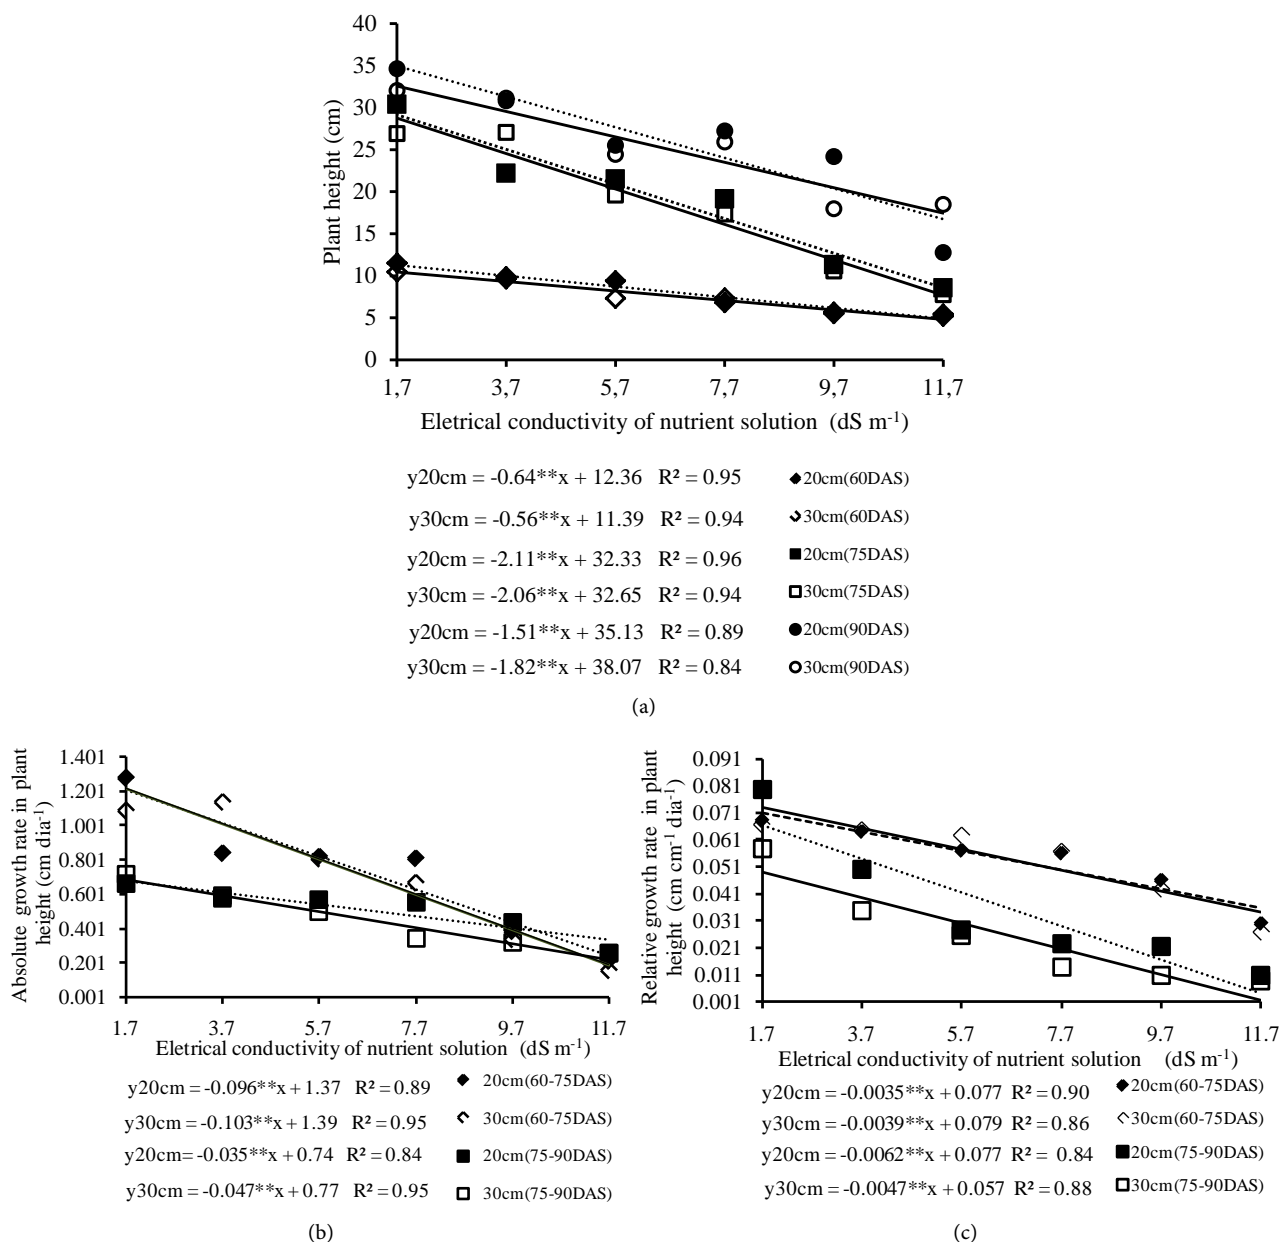 40
35
30
25
20
15
10
5
0
Plant height (cm)
1,7 3,7 5,7 7,7 9,7 11,7
Eletrical conductivity of nutrient solution (dS m-1)
y20cm = -0.64**x + 12.36 R² = 0.95 20cm(60DAS)
y30cm = -0.56**x + 11.39 R² = 0.94 30cm(60DAS)
y20cm = -2.11**x + 32.33 R² = 0.96 20cm(75DAS)
y30cm = -2.06**x + 32.65 R² = 0.94 30cm(75DAS)
y20cm = -1.51**x + 35.13 R² = 0.89 20cm(90DAS)
y30cm = -1.82**x + 38.07 R² = 0.84 30cm(90DAS)
(a)
Absolute growth rate in plant
height (cm dia-1)
1.401
1.201
1.001
0.801
0.601
0.401
0.201
0.001
1.7 3.7 5.7 7.7 9.7 11.7
Eletrical conductivity of nutrient solution (dS m-1)
y20cm = -0.096**x + 1.37 R² = 0.89 20cm(60-75DAS)
y30cm = -0.103**x + 1.39 R² = 0.95 30cm(60-75DAS)
y20cm= -0.035**x + 0.74 R² = 0.84 20cm(75-90DAS)
y30cm = -0.047**x + 0.77 R² = 0.95 30cm(75-90DAS)
(b)
Relative growth rate in plant
height (cm cm-1 dia-1)
0.091
0.081
0.071
0.061
0.051
0.041
0.031
0.021
0.011
0.001
1.7 3.7 5.7 7.7 9.7 11.7
Eletrical conductivity of nutrient solution (dS m-1)
y20cm = -0.0035**x + 0.077 R² = 0.90 20cm(60-75DAS)
y30cm = -0.0039**x + 0.079 R² = 0.86 30cm(60-75DAS)
y20cm = -0.0062**x + 0.077 R² = 0.84 20cm(75-90DAS)
y30cm = -0.0047**x + 0.057 R² = 0.88 30cm(75-90DAS)
(c)